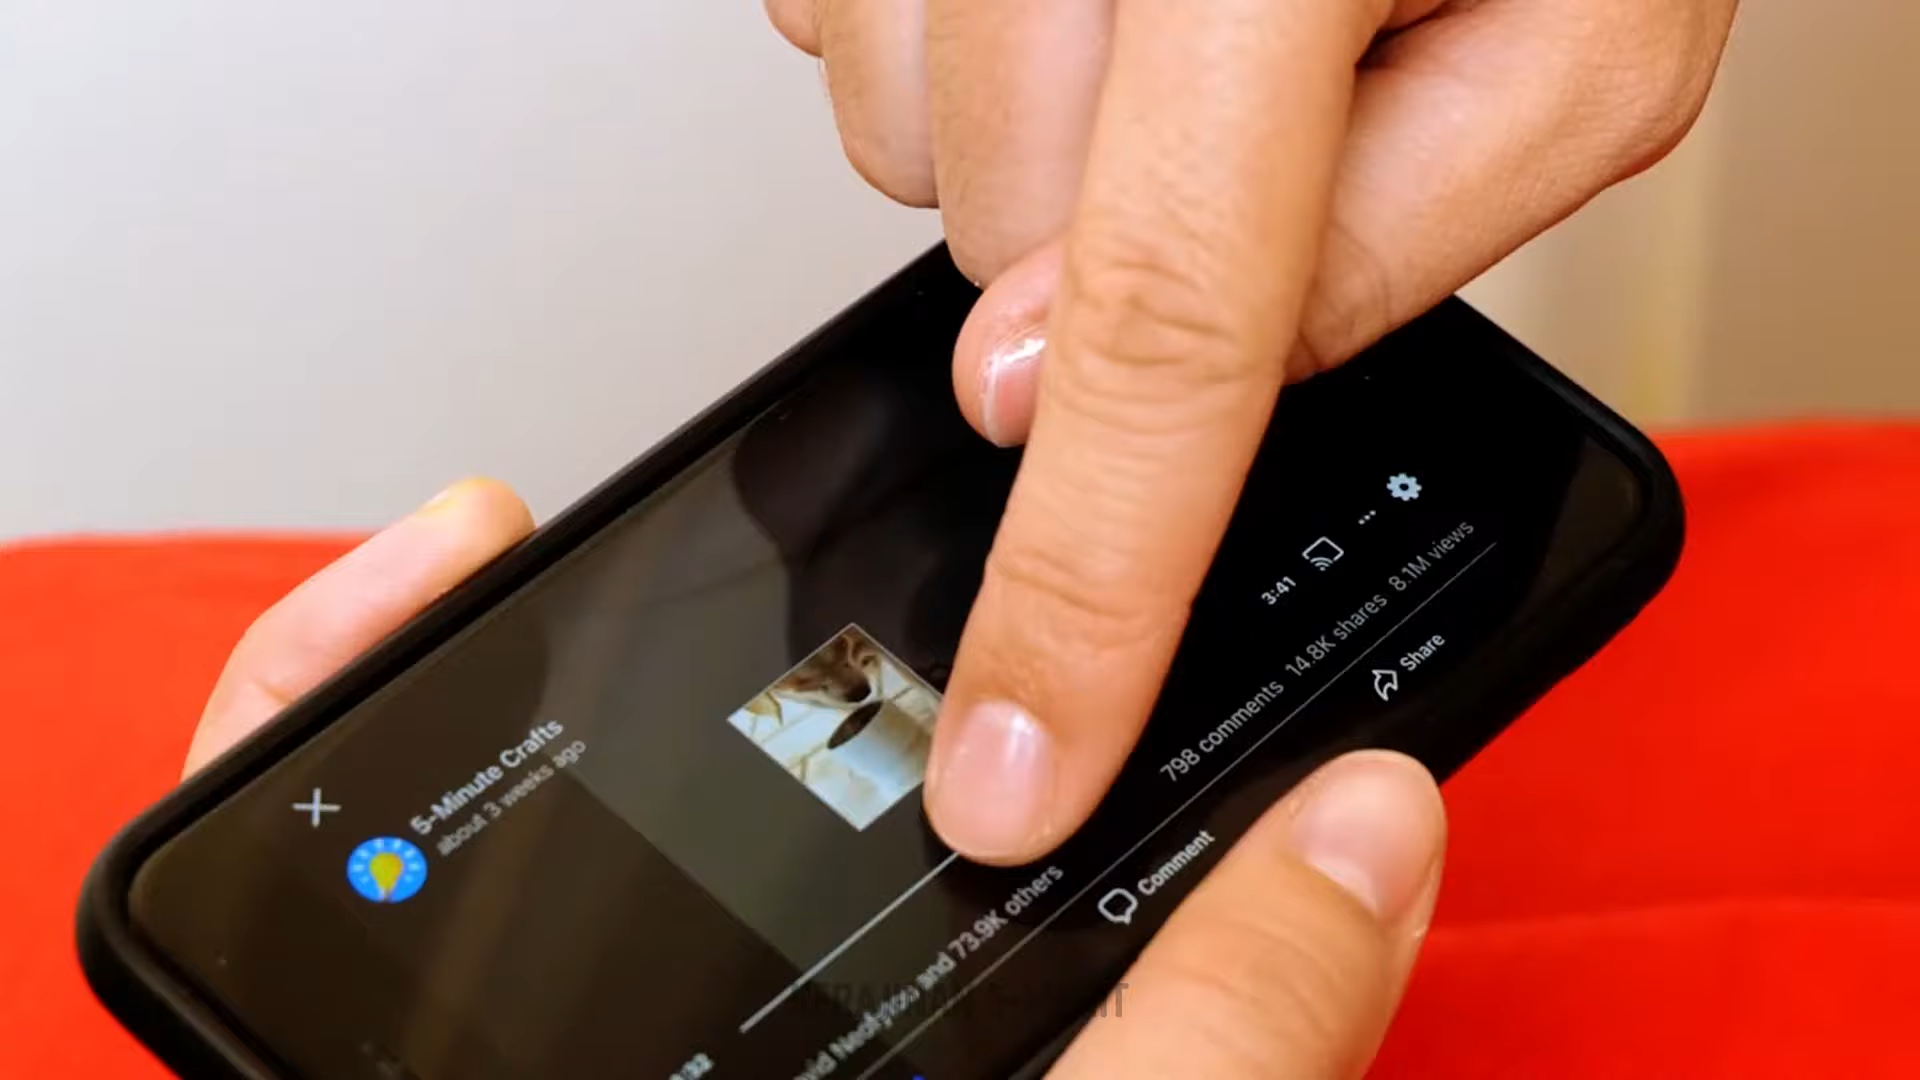 5-Minute Crafts
about 3 weeks ago
3:41
798 comments 14.8K shares 8.1M views
and 73.9K others
Comment
Share